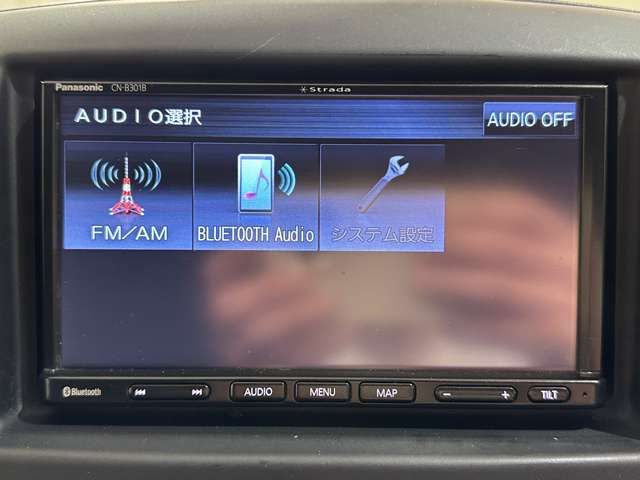 Panasonic CN-B301B
Strada
AUDIO選択
AUDIO OFF
FM/AM
BLUETOOTH Audio
システム設定
Bluetooth
AUDIO
MENU
MAP
− +
TILT